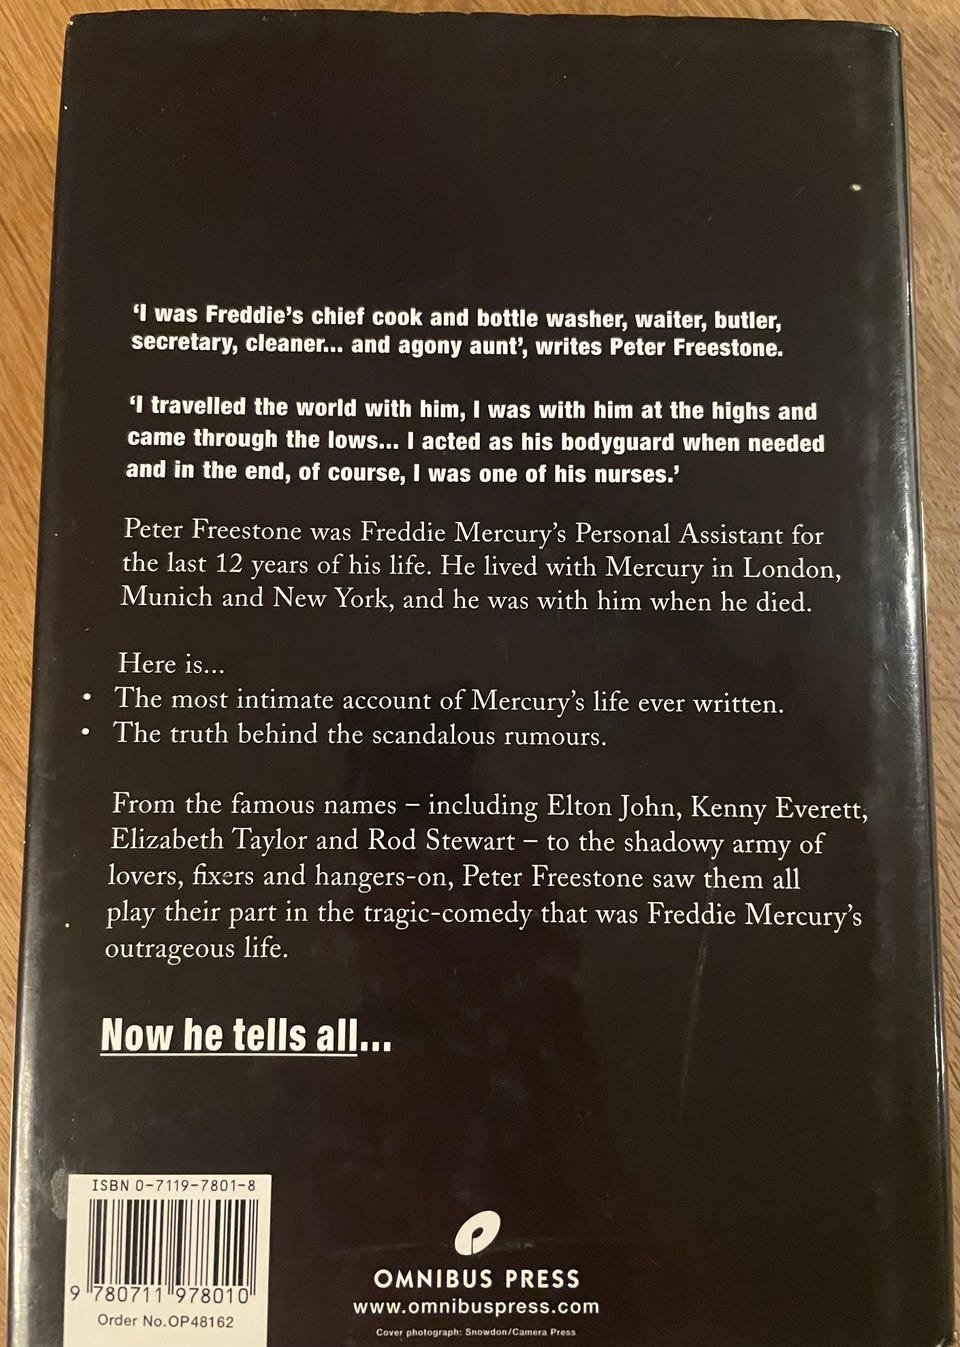 ‘I was Freddie’s chief cook and bottle washer, waiter, butler,
secretary, cleaner... and agony aunt’, writes Peter Freestone.
‘I travelled the world with him, I was with him at the highs and
came through the lows... I acted as his bodyguard when needed
and in the end, of course, I was one of his nurses.’
Peter Freestone was Freddie Mercury’s Personal Assistant for
the last 12 years of his life. He lived with Mercury in London,
Munich and New York, and he was with him when he died.
Here is...
• The most intimate account of Mercury’s life ever written.
• The truth behind the scandalous rumours.
From the famous names – including Elton John, Kenny Everett,
Elizabeth Taylor and Rod Stewart – to the shadowy army of
lovers, fixers and hangers-on, Peter Freestone saw them all
play their part in the tragic-comedy that was Freddie Mercury’s
outrageous life.
Now he tells all...
ISBN 0-7119-7801-8
9 780711 978010
Order No.OP48162
OMNIBUS PRESS
www.omnibuspress.com
Cover photograph: Snowdon/Camera Press